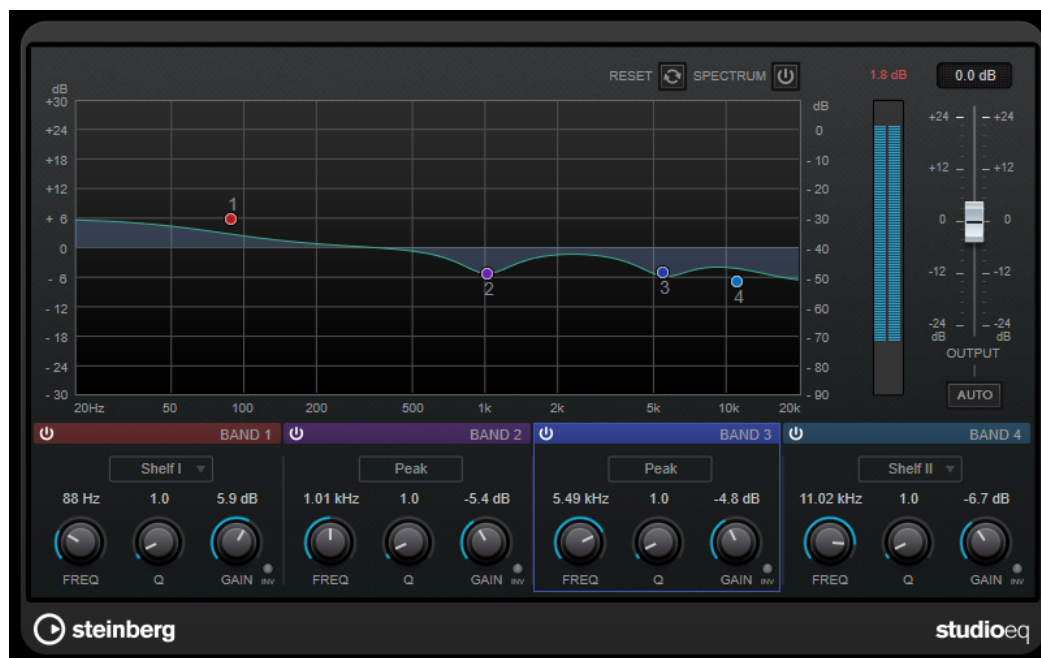 RESET SPECTRUM 1.8 dB 0.0 dB
dB
+30 dB
+24 0 +24 +24
+18 - 10
+12 - 20 +12 +12
+ 6 - 30
0 - 40 0 0
- 6 - 50
- 12 - 60 -12 -12
- 18 - 70 -24 -24
dB dB
- 24 - 80 OUTPUT
- 30 - 90 AUTO
1
2
3
4
20Hz 50 100 200 500 1k 2k 5k 10k 20k
BAND 1 BAND 2 BAND 3 BAND 4
Shelf I Peak Peak Shelf II
88 Hz 1.0 5.9 dB 1.01 kHz 1.0 -5.4 dB 5.49 kHz 1.0 -4.8 dB 11.02 kHz 1.0 -6.7 dB
FREQ Q GAIN INV FREQ Q GAIN INV FREQ Q GAIN INV FREQ Q GAIN INV
steinberg studioeq